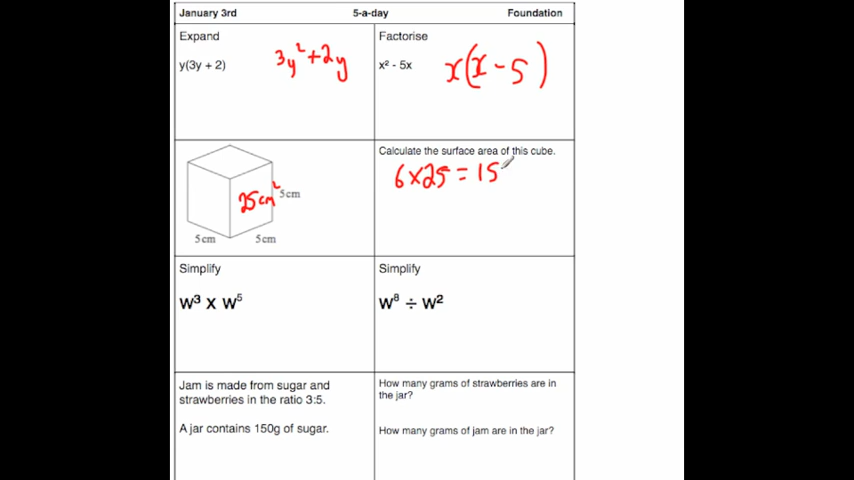 January 3rd 5-a-day Foundation
Expand
y(3y + 2)
3y² + 2y
Factorise
x² - 5x
x(x - 5)
25cm²
5cm
5cm 5cm
Calculate the surface area of this cube.
6×25 = 15
Simplify
w³ x w⁵
Simplify
w⁸ ÷ w²
Jam is made from sugar and
strawberries in the ratio 3:5.
A jar contains 150g of sugar.
How many grams of strawberries are in
the jar?
How many grams of jam are in the jar?